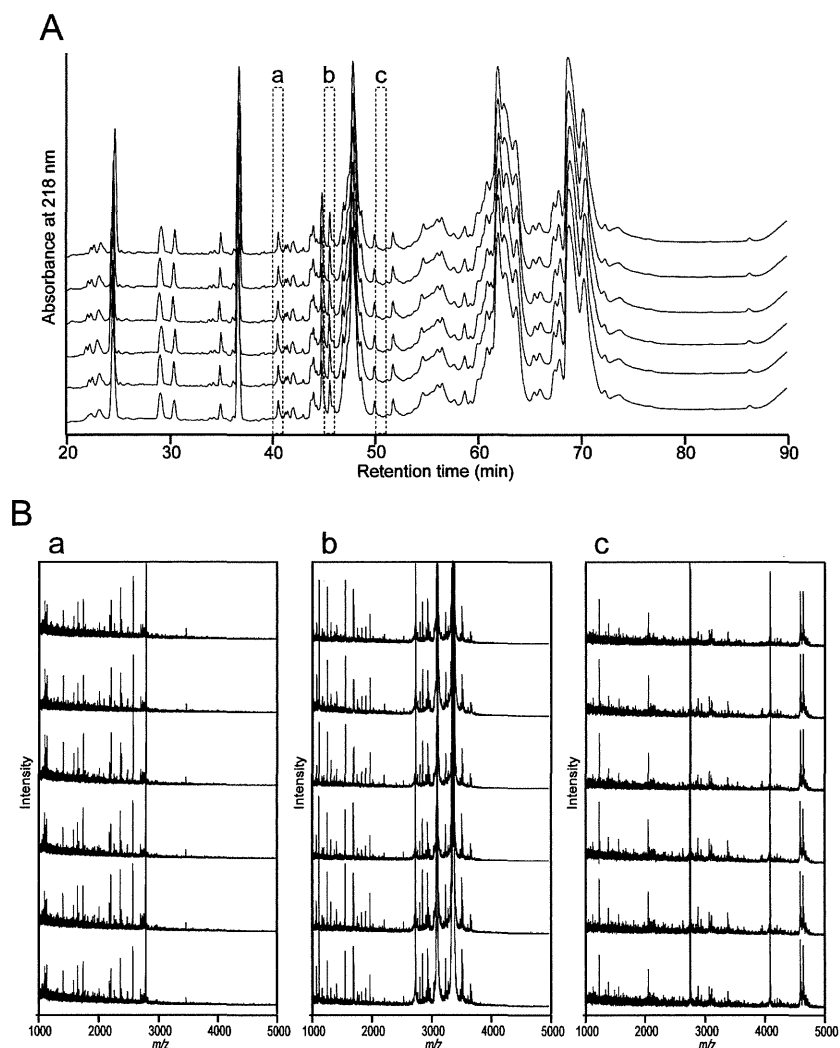 A
a b c
Absorbance at 218 nm
20 30 40 50 60 70 80 90
Retention time (min)
B
a b c
Intensity Intensity Intensity
1000 2000 3000 4000 5000 1000 2000 3000 4000 5000 1000 2000 3000 4000 5000
m/z m/z m/z